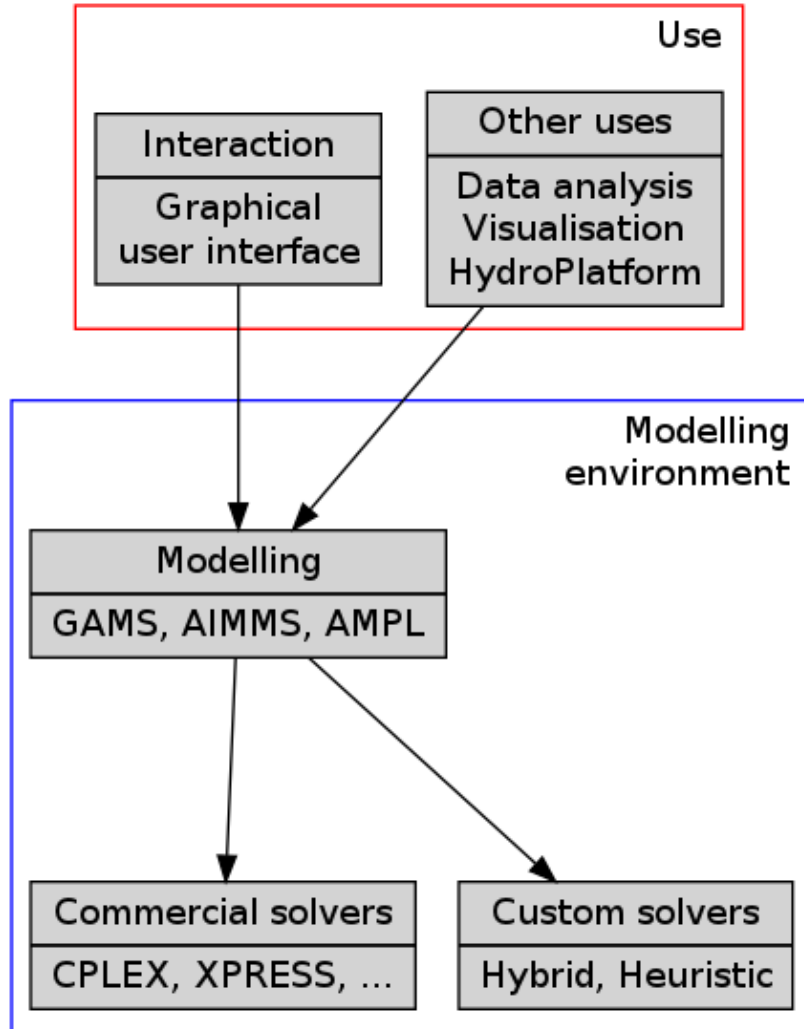 Use
Interaction
Graphical
user interface
Other uses
Data analysis
Visualisation
HydroPlatform
Modelling
environment
Modelling
GAMS, AIMMS, AMPL
Commercial solvers
CPLEX, XPRESS, ...
Custom solvers
Hybrid, Heuristic